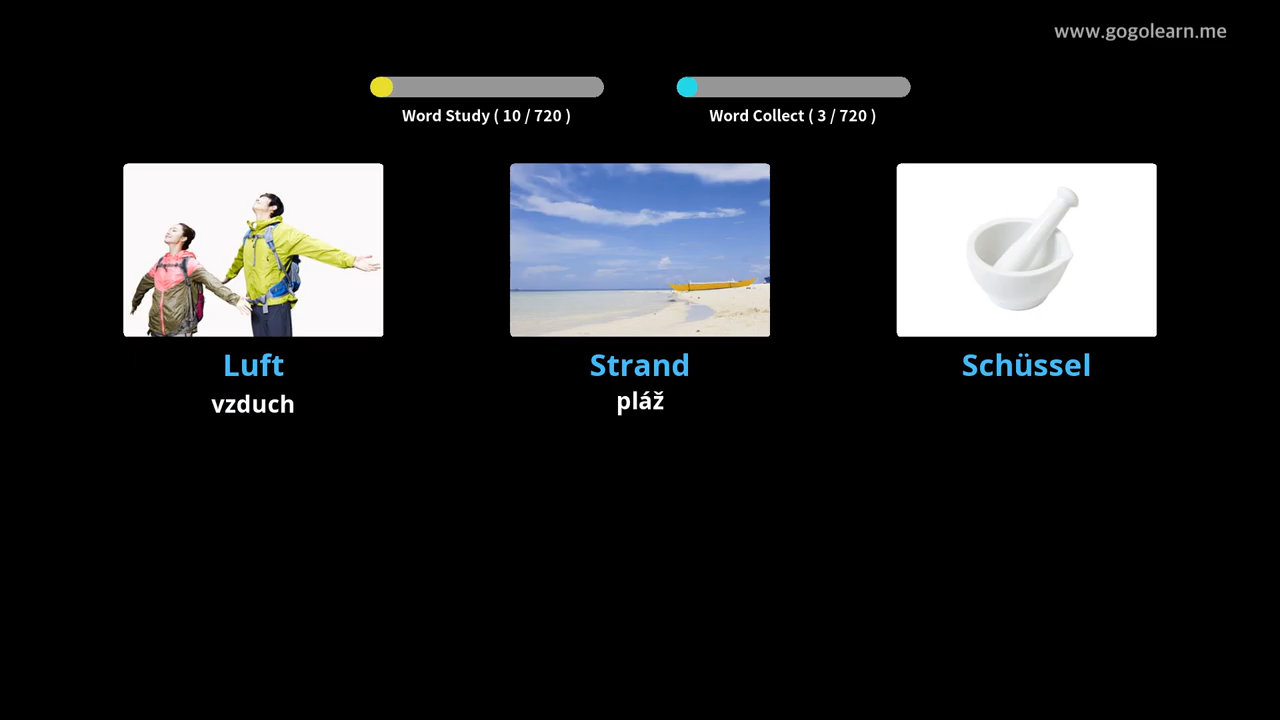 www.gogolearn.me
Word Study ( 10 / 720 )
Word Collect ( 3 / 720 )
Luft
Strand
Schüssel
vzduch
pláž